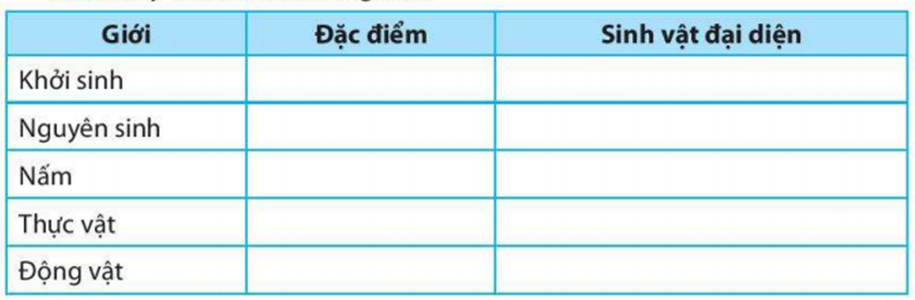 Giới Đặc điểm Sinh vật đại diện
Khởi sinh
Nguyên sinh
Nấm
Thực vật
Động vật